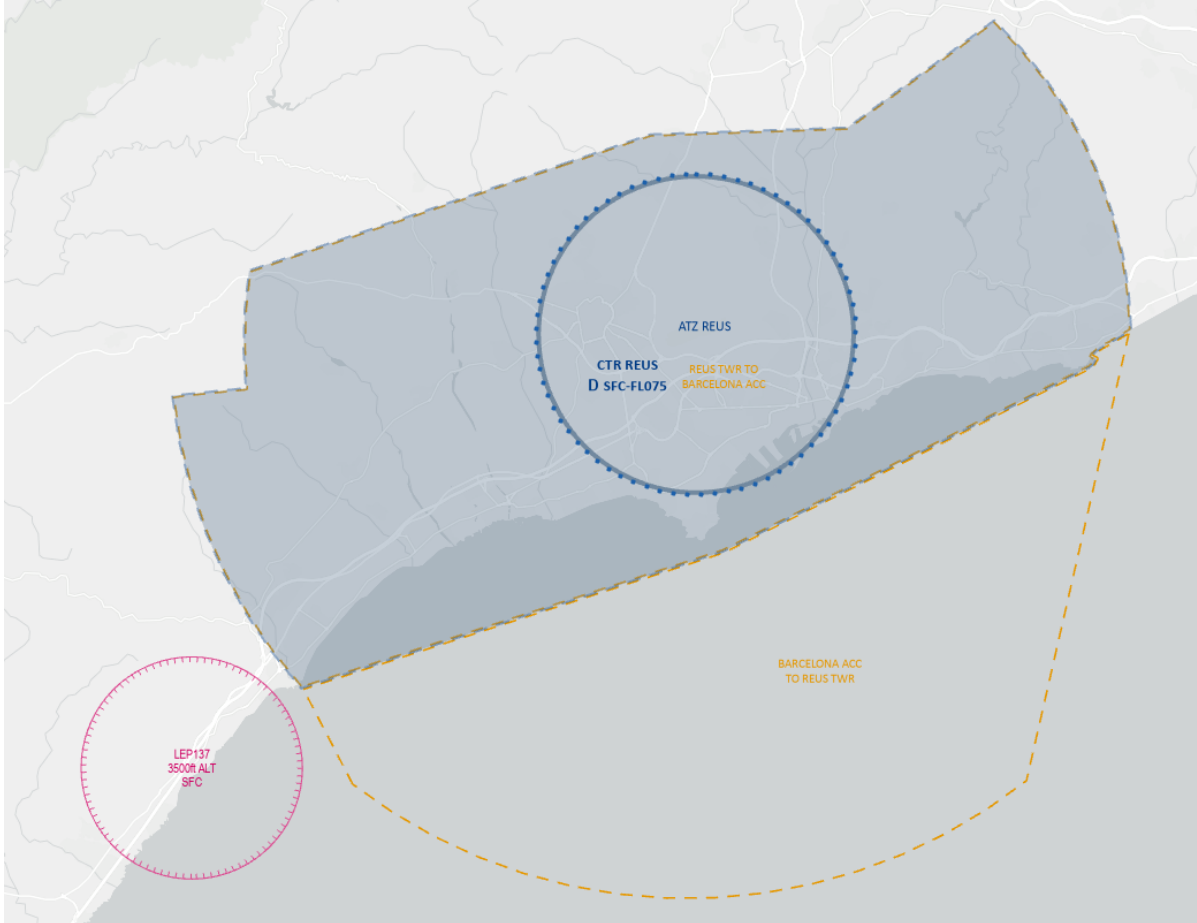 ATZ REUS
CTR REUS
D SFC-FL075
REUS TWR TO
BARCELONA ACC
BARCELONA ACC
TO REUS TWR
LEP137
3500ft ALT
SFC